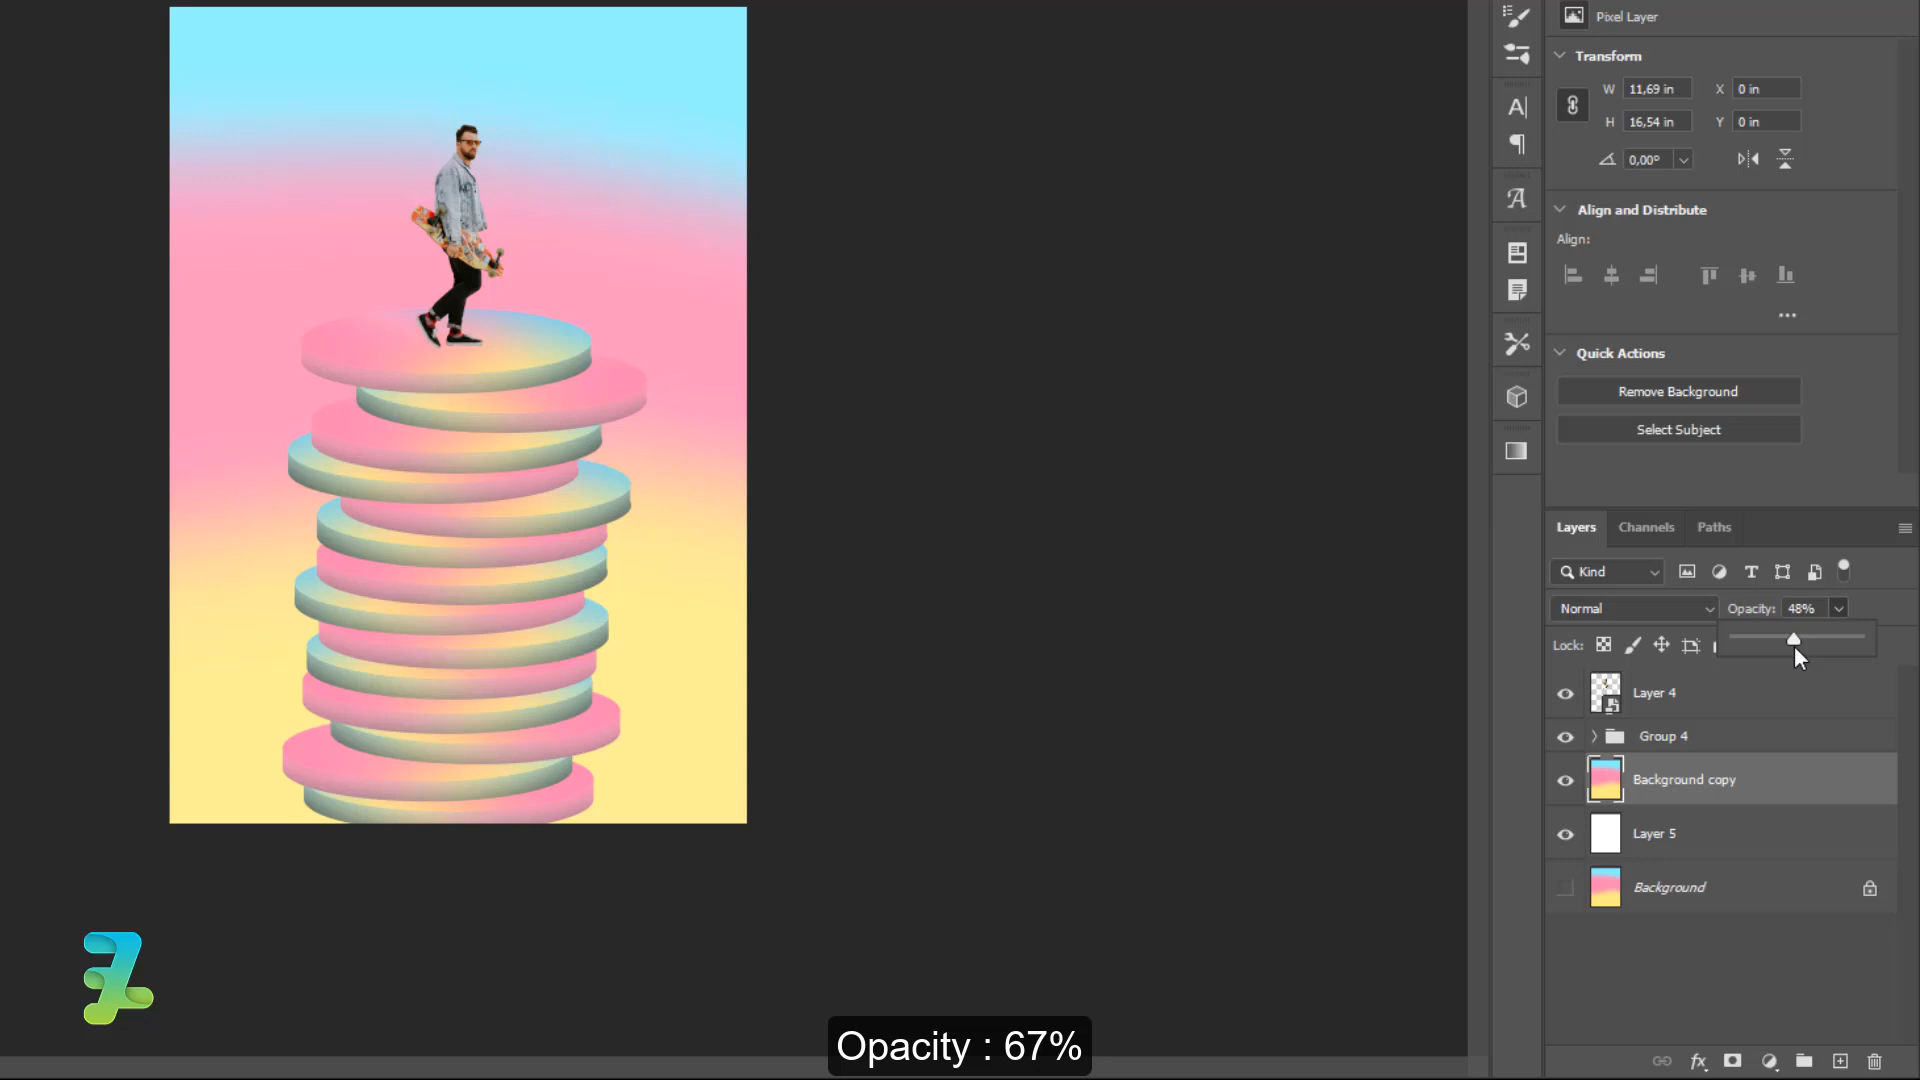 Pixel Layer
Transform
W 11,69 in X 0 in
H 16,54 in Y 0 in
0,00°
Align and Distribute
Align:
Quick Actions
Remove Background
Select Subject
Layers Channels Paths
Kind
Normal Opacity: 48%
Lock:
Layer 4
Group 4
Background copy
Layer 5
Background
fx
Opacity : 67%